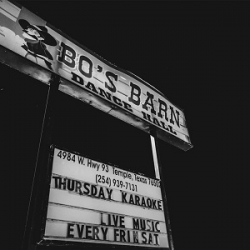 BO'S BARN
DANCE HALL
4984 W. Hwy 93 Temple, Texas
(254) 939-7131
THURSDAY KARAOKE
LIVE MUSIC
EVERY FRI & SAT